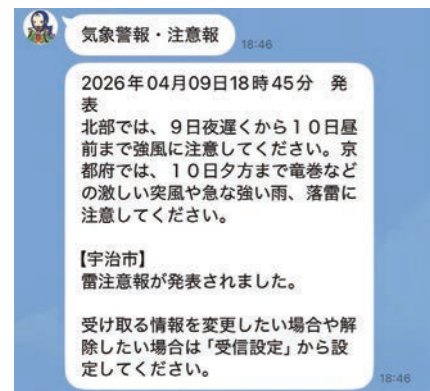 気象警報・注意報
18:46
2026年04月09日18時45分　発
表
北部では、９日夜遅くから１０日昼
前まで強風に注意してください。京
都府では、１０日夕方まで竜巻など
の激しい突風や急な強い雨、落雷に
注意してください。
【宇治市】
雷注意報が発表されました。
受け取る情報を変更したい場合や解
除したい場合は「受信設定」から設
定してください。
18:46